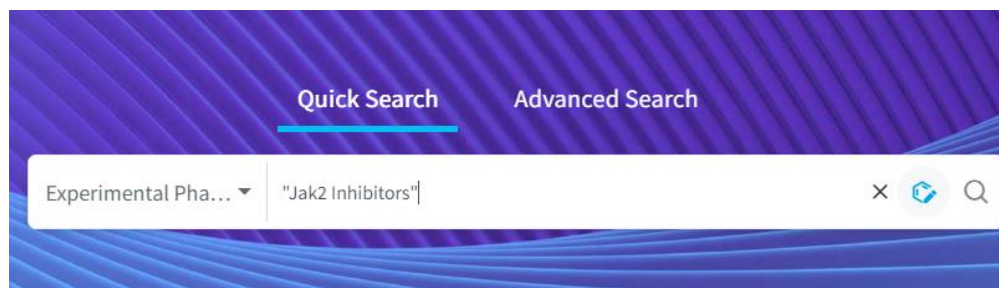 Quick Search Advanced Search
Experimental Pha... "Jak2 Inhibitors"